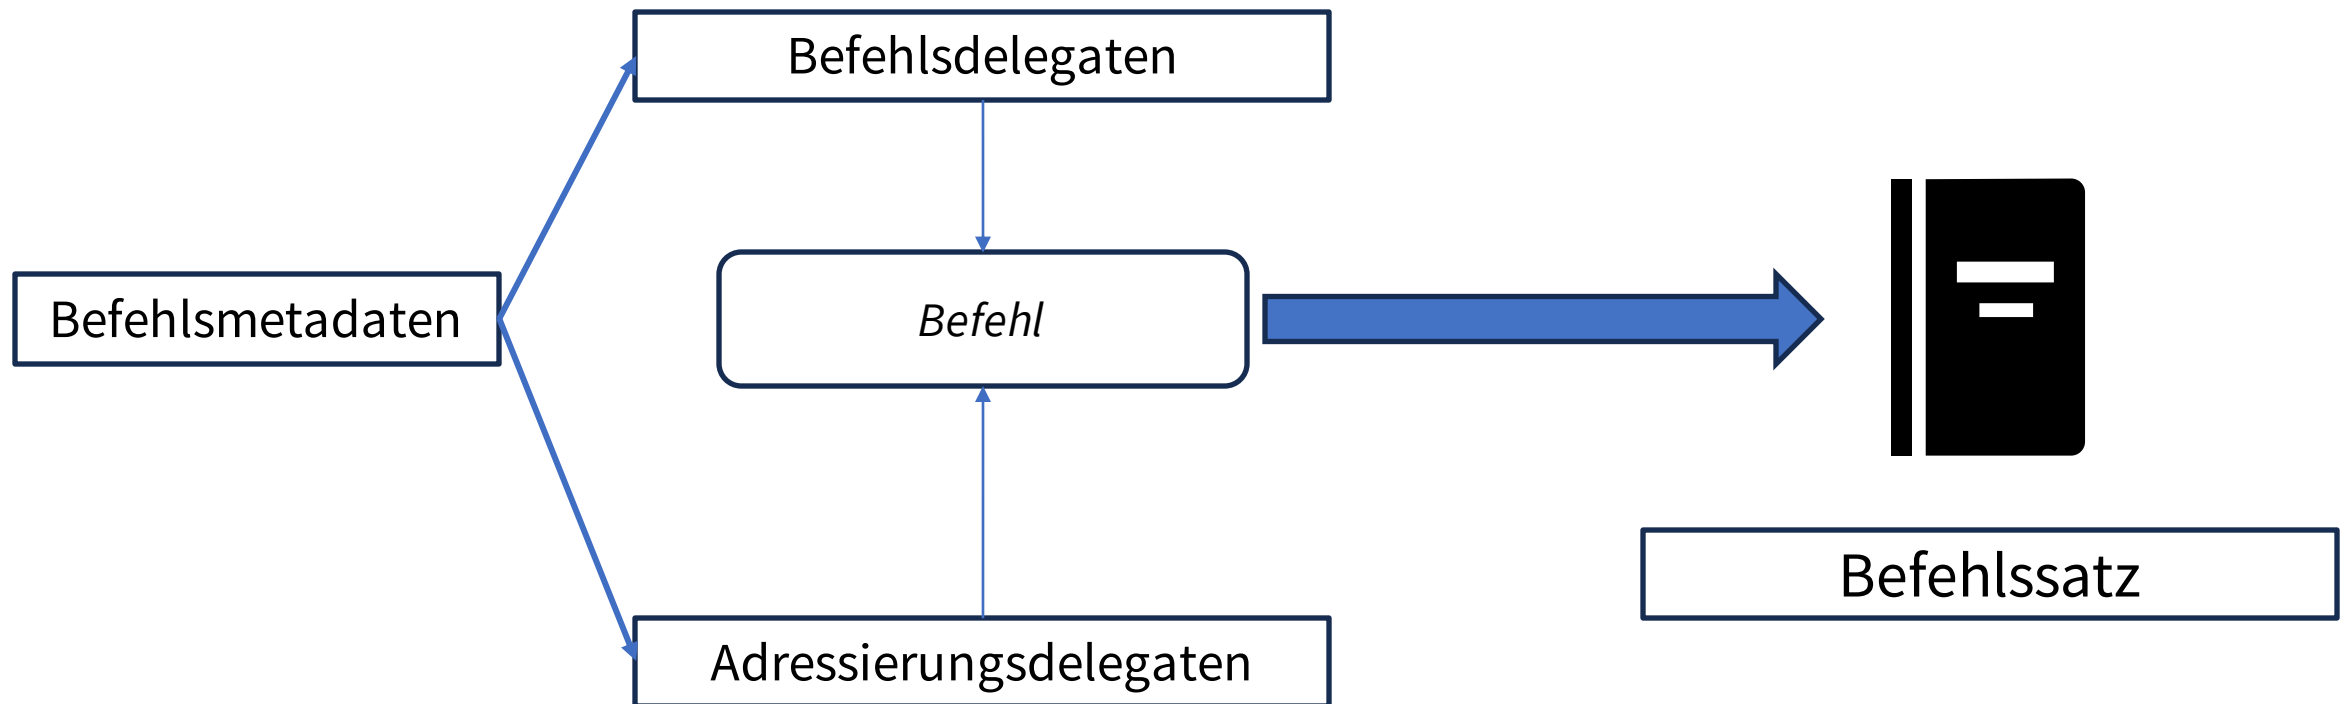 Befehlsdelegaten
Befehlsmetadaten
Befehl
Befehlssatz
Adressierungsdelegaten